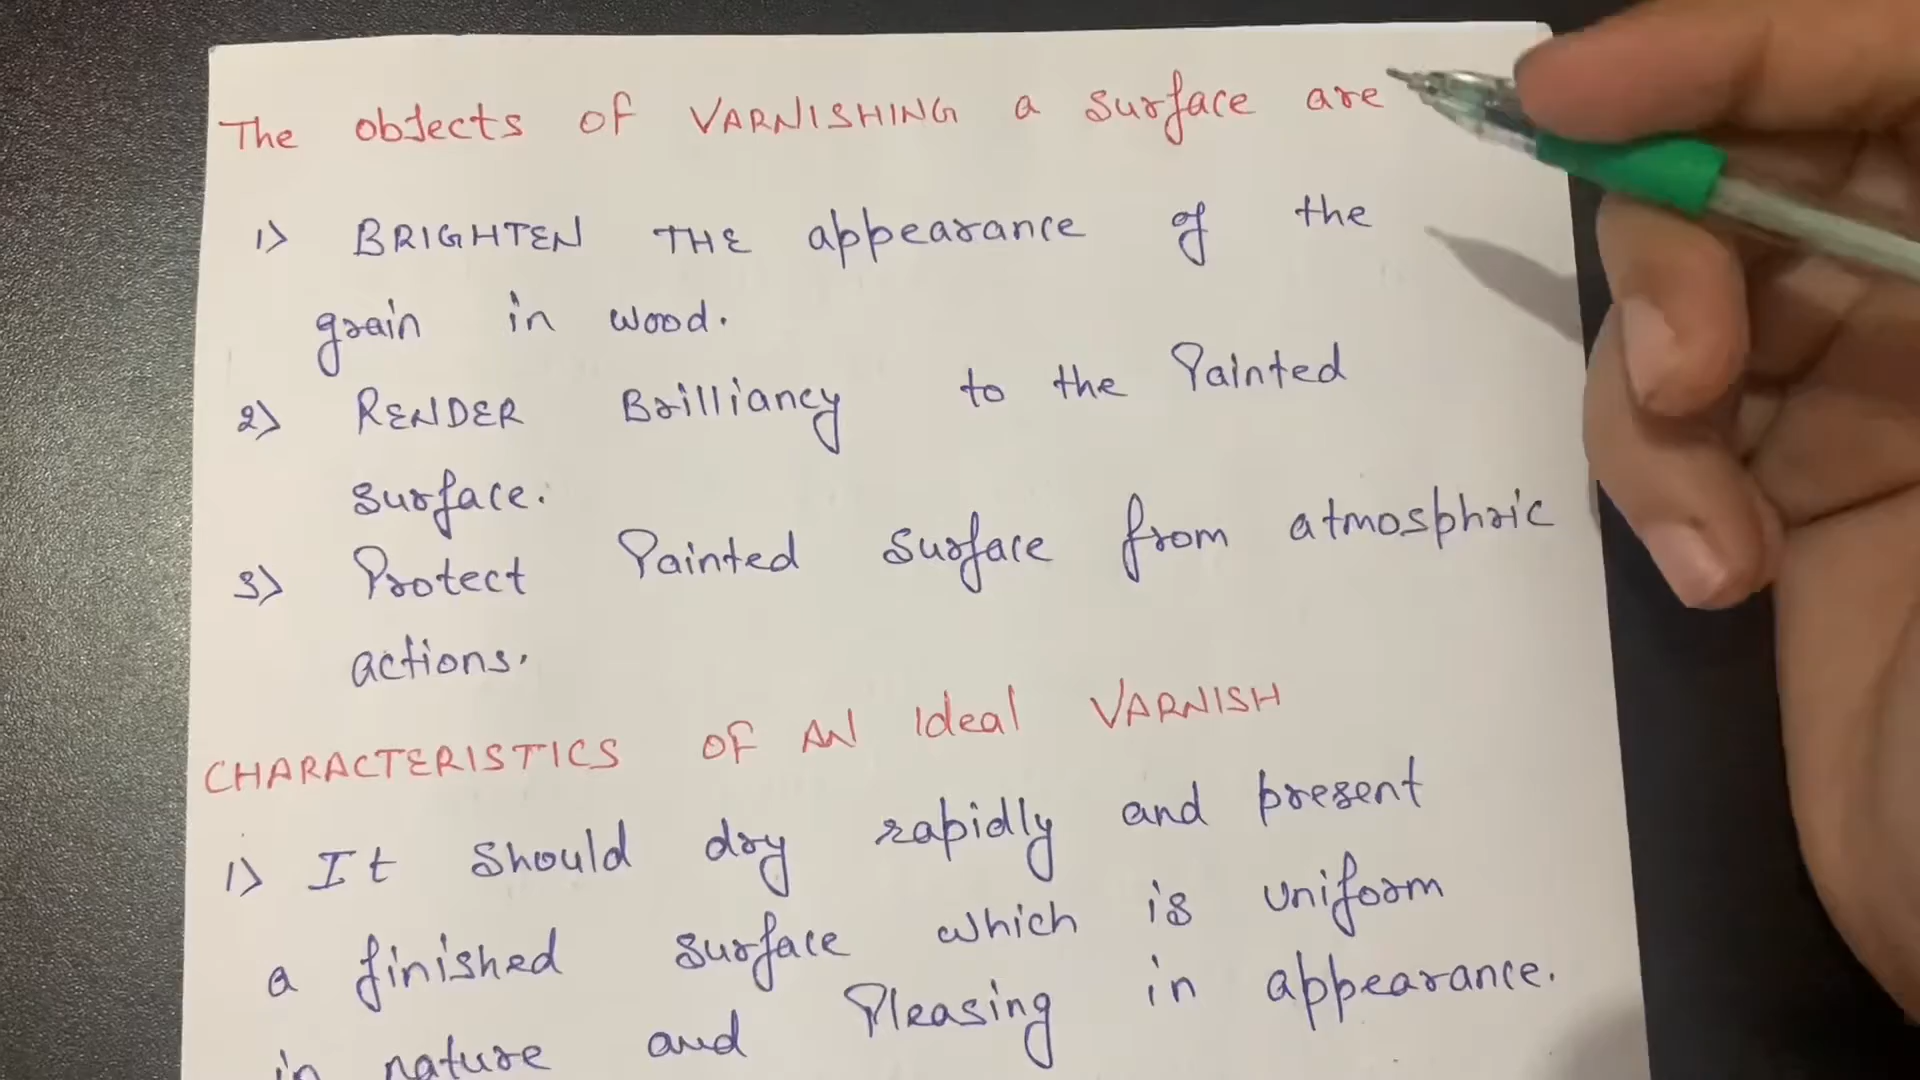 The objects of VARNISHING a surface are
1) BRIGHTEN THE appearance of the
grain in wood.
2) RENDER Brilliancy to the Painted
surface.
3) Protect Painted surface from atmosphric
actions.
CHARACTERISTICS OF AN Ideal VARNISH
1) It should dry rapidly and present
a finished surface which is uniform
in nature and Pleasing in appearance.